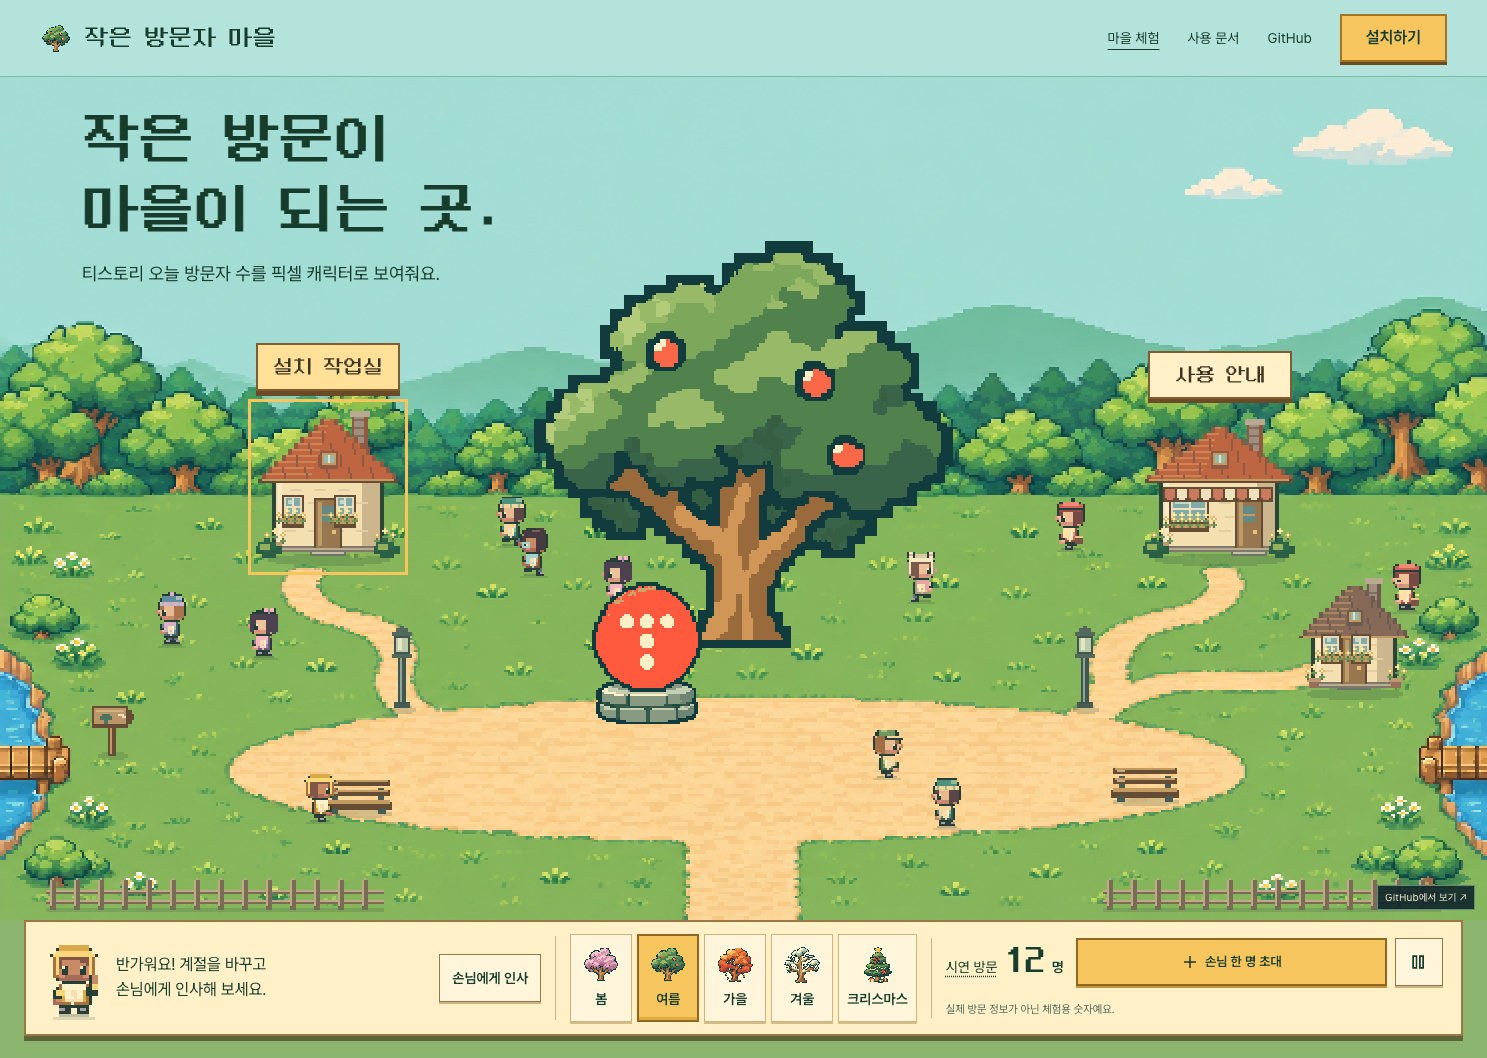 작은 방문자 마을
마을 체험
사용 문서
GitHub
설치하기
작은 방문이
마을이 되는 곳.
티스토리 오늘 방문자 수를 픽셀 캐릭터로 보여줘요.
설치 작업실
사용 안내
GitHub에서 보기 ↗
반가워요! 계절을 바꾸고
손님에게 인사해 보세요.
손님에게 인사
봄
여름
가을
겨울
크리스마스
시연 방문 12 명
+ 손님 한 명 초대
실제 방문 정보가 아닌 체험용 숫자예요.